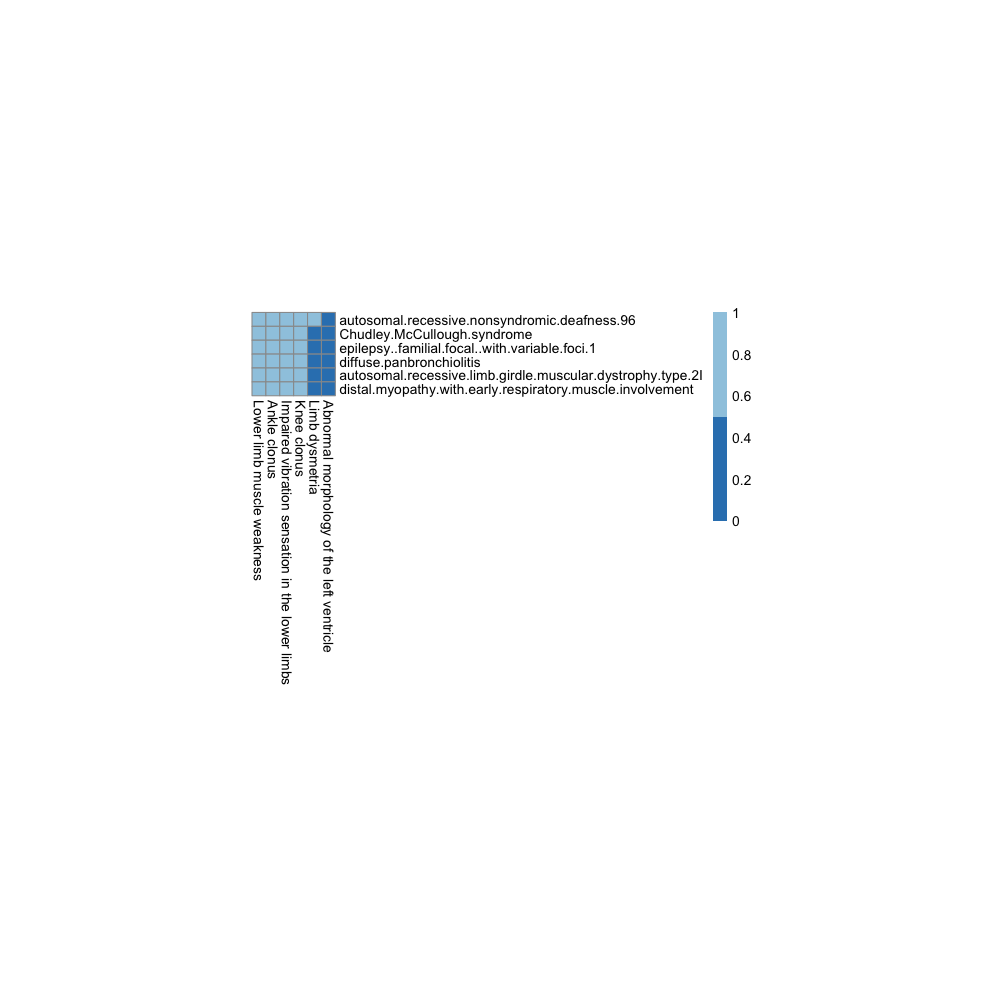 autosomal.recessive.nonsyndromic.deafness.96
Chudley.McCullough.syndrome
epilepsy..familial.focal..with.variable.foci.1
diffuse.panbronchiolitis
autosomal.recessive.limb.girdle.muscular.dystrophy.type.2I
distal.myopathy.with.early.respiratory.muscle.involvement
1
0.8
0.6
0.4
0.2
0
Lower limb muscle weakness
Ankle clonus
Impaired vibration sensation in the lower limbs
Knee clonus
Limb dysmetria
Abnormal morphology of the left ventricle